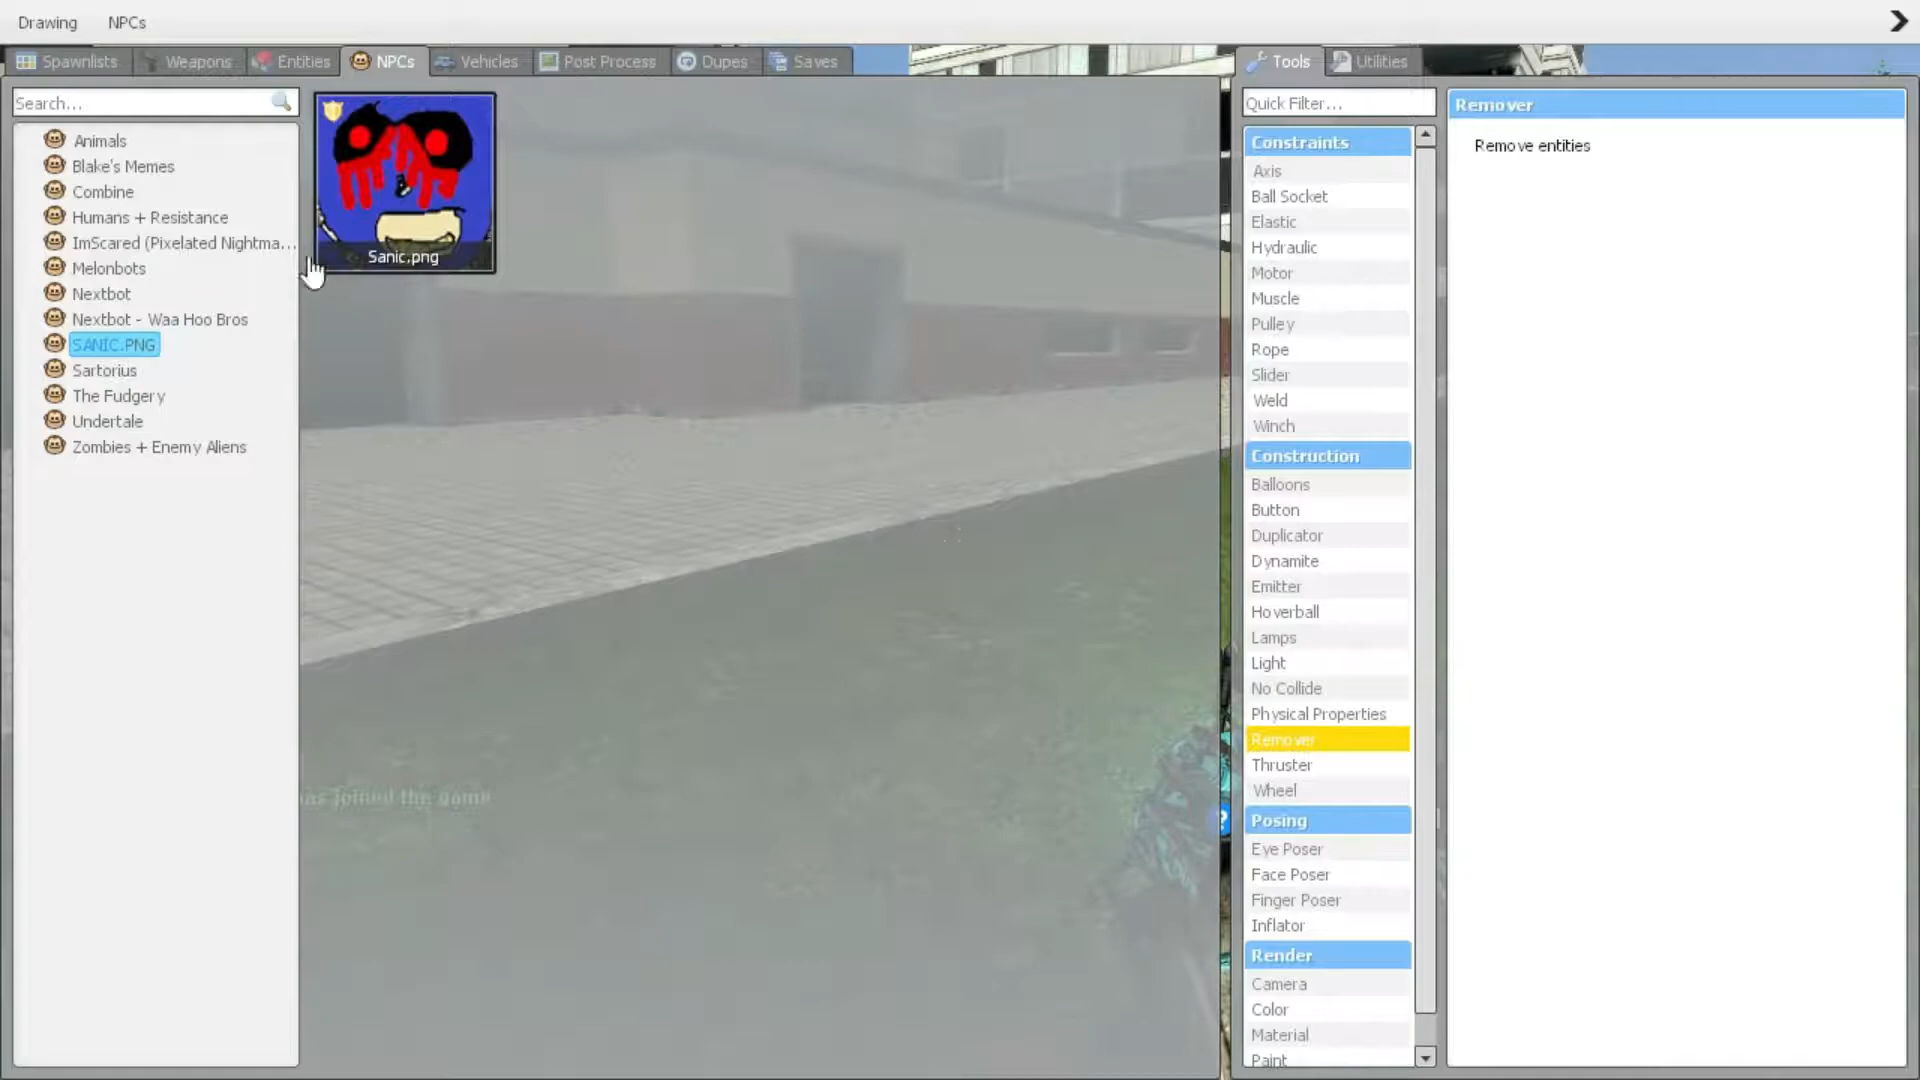 Drawing NPCs
Spawnlists Weapons Entities NPCs Vehicles Post Process Dupes Saves
Tools Utilities
Search...
Animals
Blake's Memes
Combine
Humans + Resistance
ImScared (Pixelated Nightma...
Melonbots
Nextbot
Nextbot - Waa Hoo Bros
SANIC.PNG
Sartorius
The Fudgery
Undertale
Zombies + Enemy Aliens
Sanic.png
joined the game
Quick Filter...
Constraints
Axis
Ball Socket
Elastic
Hydraulic
Motor
Muscle
Pulley
Rope
Slider
Weld
Winch
Construction
Balloons
Button
Duplicator
Dynamite
Emitter
Hoverball
Lamps
Light
No Collide
Physical Properties
Remover
Thruster
Wheel
Posing
Eye Poser
Face Poser
Finger Poser
Inflator
Render
Camera
Color
Material
Paint
Remover
Remove entities